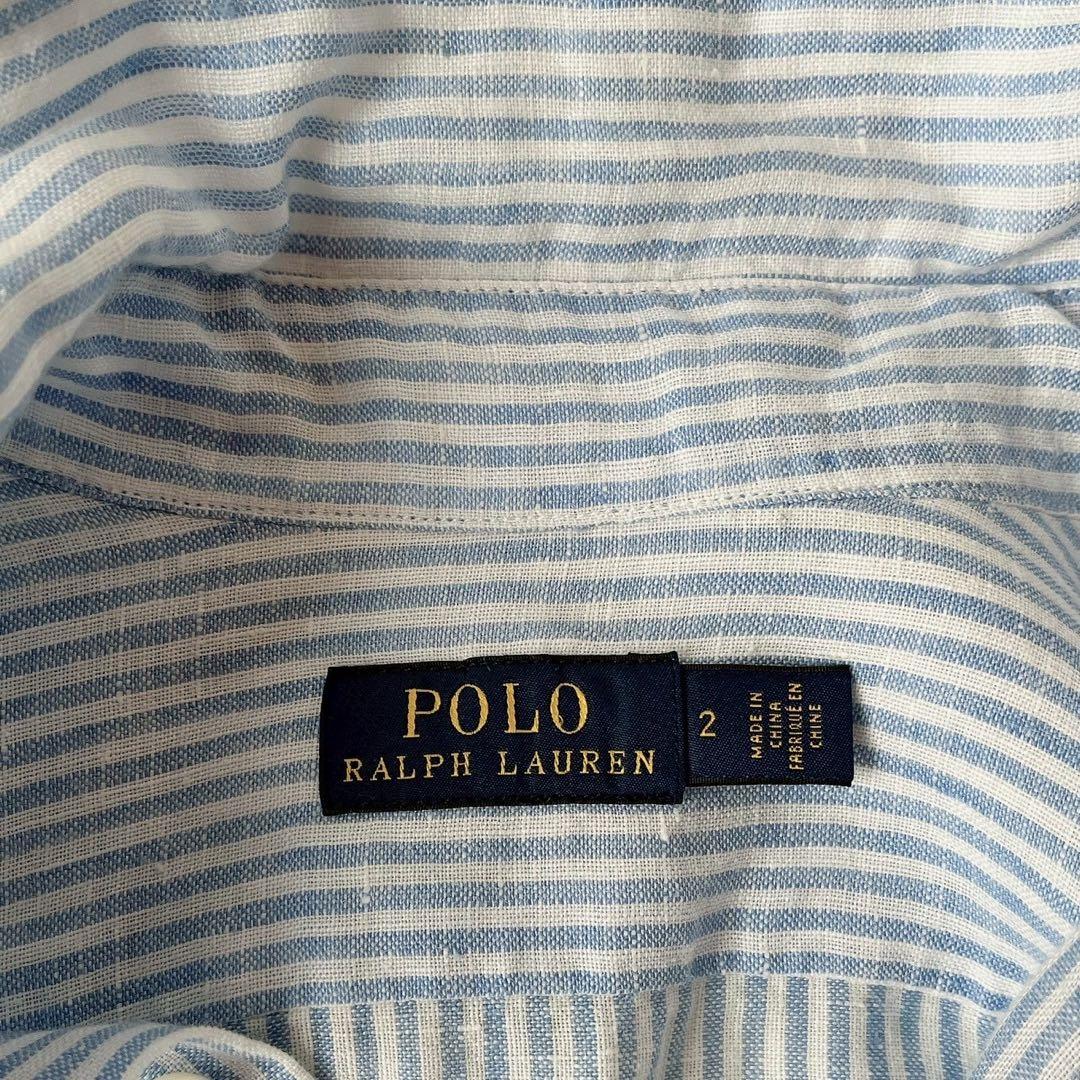 POLO
RALPH LAUREN
2
MADE IN
CHINA
FABRIQUÉ EN
CHINE